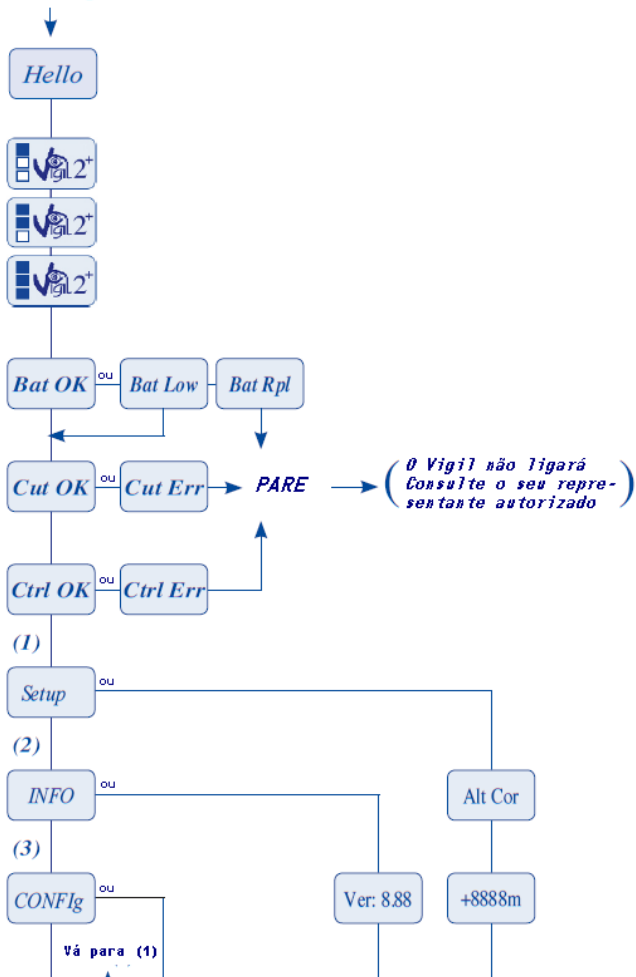 Hello
Vigil 2+
Vigil 2+
Vigil 2+
Bat OK ou Bat Low Bat Rpl
Cut OK ou Cut Err PARE (O Vigil não ligará
Consulte o seu repre-
sentante autorizado)
Ctrl OK ou Ctrl Err
(1)
Setup ou
(2)
INFO ou Alt Cor
(3)
CONFIg ou Ver: 8.88 +8888m
Vá para (1)